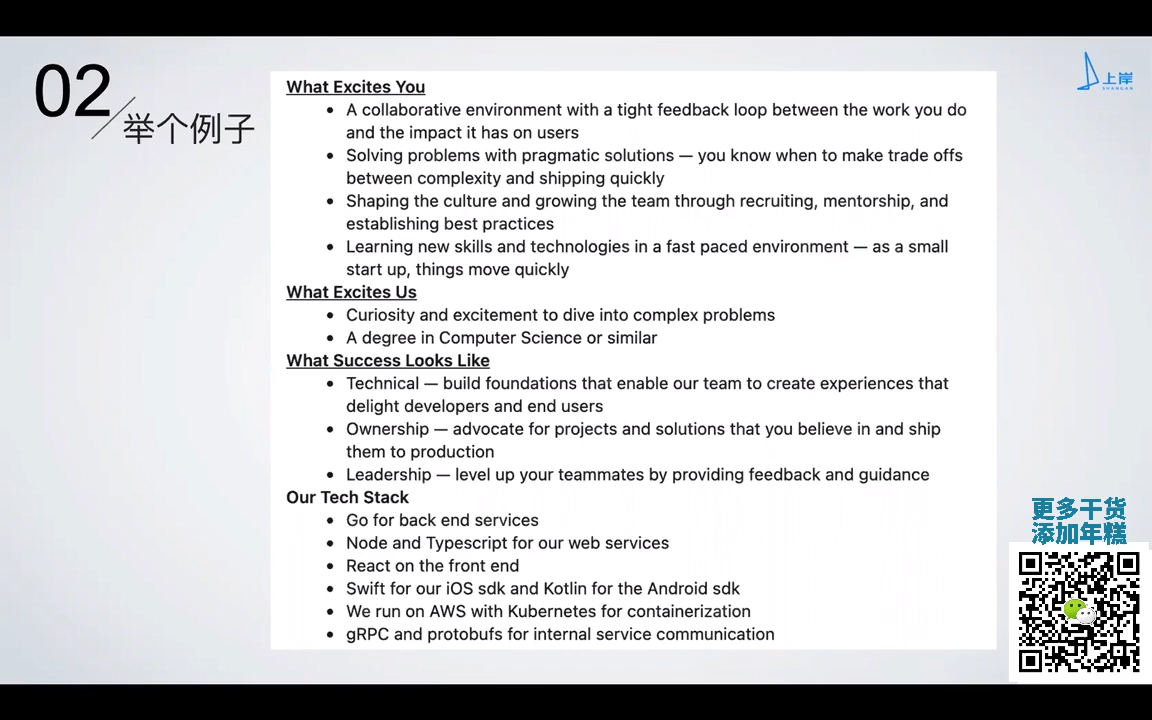 02
举个例子
上岸
SHANGAN
What Excites You
• A collaborative environment with a tight feedback loop between the work you do
and the impact it has on users
• Solving problems with pragmatic solutions — you know when to make trade offs
between complexity and shipping quickly
• Shaping the culture and growing the team through recruiting, mentorship, and
establishing best practices
• Learning new skills and technologies in a fast paced environment — as a small
start up, things move quickly
What Excites Us
• Curiosity and excitement to dive into complex problems
• A degree in Computer Science or similar
What Success Looks Like
• Technical — build foundations that enable our team to create experiences that
delight developers and end users
• Ownership — advocate for projects and solutions that you believe in and ship
them to production
• Leadership — level up your teammates by providing feedback and guidance
Our Tech Stack
• Go for back end services
• Node and Typescript for our web services
• React on the front end
• Swift for our iOS sdk and Kotlin for the Android sdk
• We run on AWS with Kubernetes for containerization
• gRPC and protobufs for internal service communication
更多干货
添加年糕